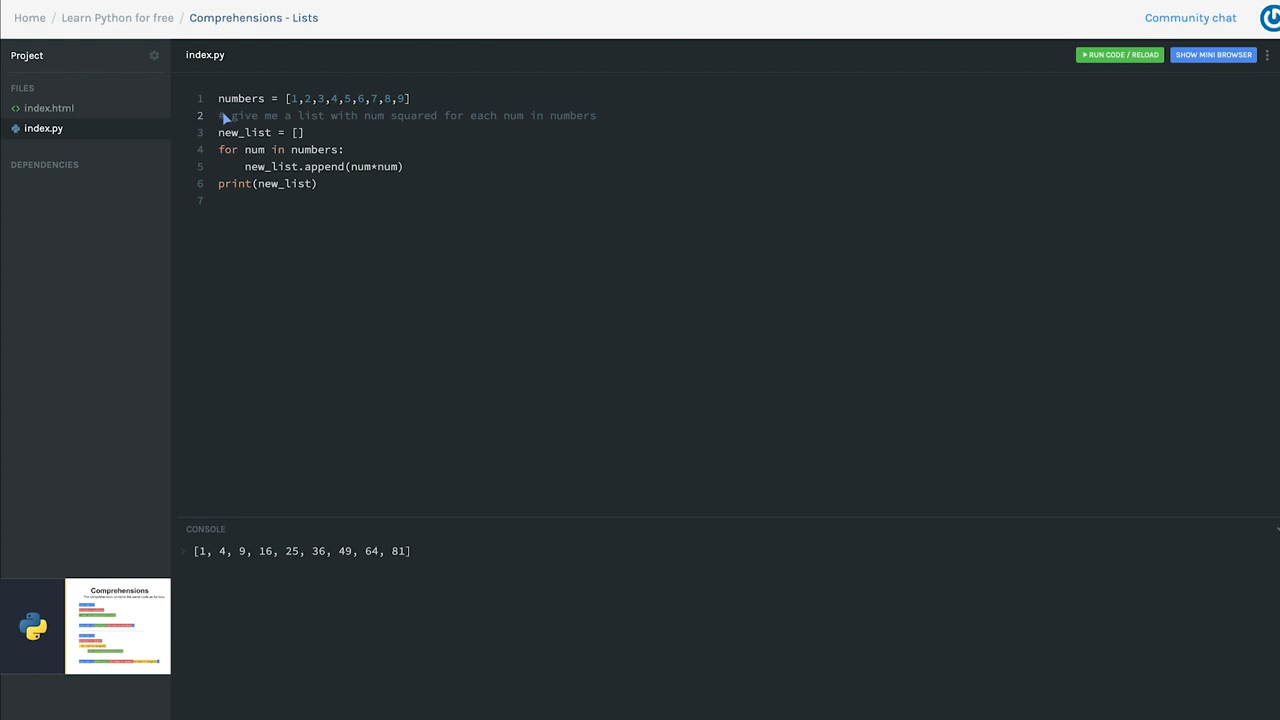 Home / Learn Python for free / Comprehensions - Lists
Community chat
Project
index.py
RUN CODE / RELOAD
SHOW MINI BROWSER
FILES
index.html
index.py
DEPENDENCIES
1 numbers = [1,2,3,4,5,6,7,8,9]
2 # give me a list with num squared for each num in numbers
3 new_list = []
4 for num in numbers:
5 new_list.append(num*num)
6 print(new_list)
7
CONSOLE
[1, 4, 9, 16, 25, 36, 49, 64, 81]
Comprehensions